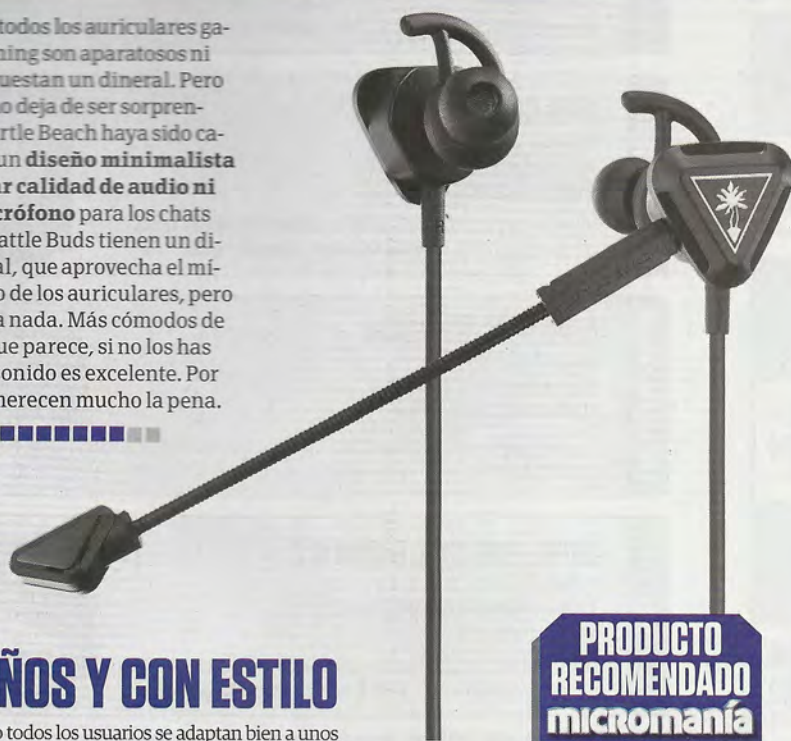 todos los auriculares ga-
ming son aparatosos ni
uestan un dineral. Pero
o deja de ser sorpren-
rtle Beach haya sido ca-
un diseño minimalista
ar calidad de audio ni
crófono para los chats
attle Buds tienen un di-
al, que aprovecha el mí-
o de los auriculares, pero
a nada. Más cómodos de
ue parece, si no los has
onido es excelente. Por
merecen mucho la pena.
ÑOS Y CON ESTILO
o todos los usuarios se adaptan bien a unos
PRODUCTO
RECOMENDADO
micromanía